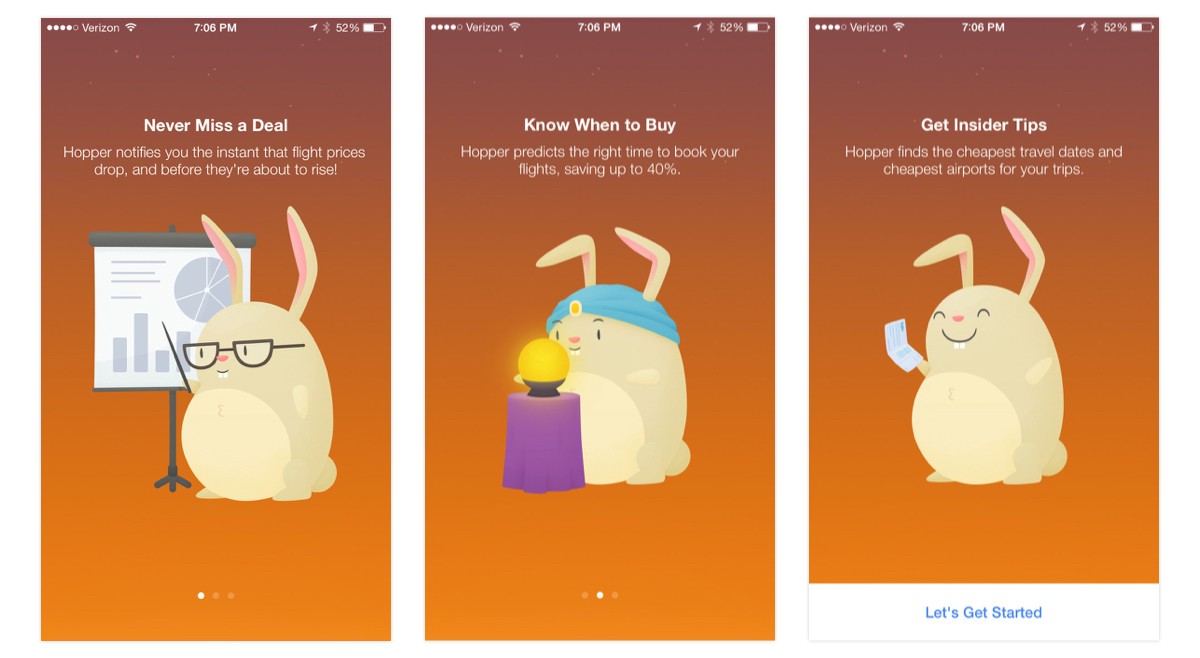 Verizon 7:06 PM 52%
Never Miss a Deal
Hopper notifies you the instant that flight prices
drop, and before they're about to rise!
Verizon 7:06 PM 52%
Know When to Buy
Hopper predicts the right time to book your
flights, saving up to 40%.
Verizon 7:06 PM 52%
Get Insider Tips
Hopper finds the cheapest travel dates and
cheapest airports for your trips.
Let's Get Started